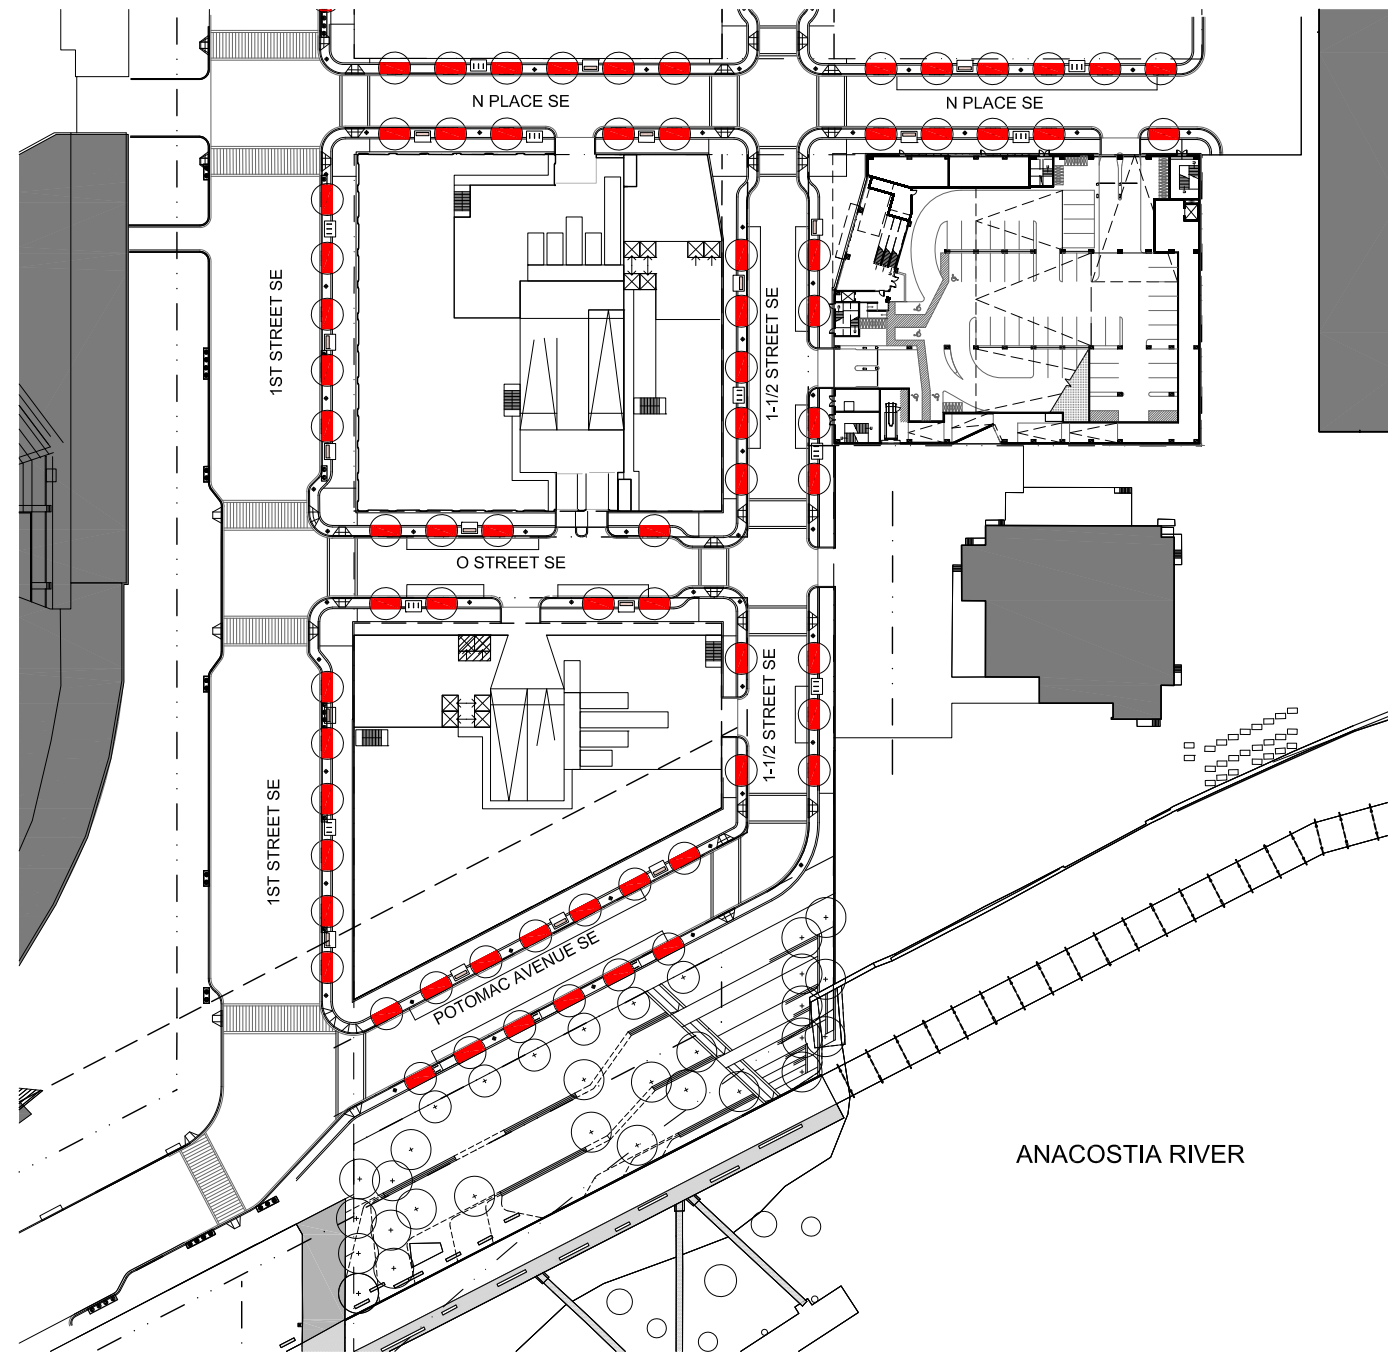 N PLACE SE
N PLACE SE
1ST STREET SE
1-1/2 STREET SE
O STREET SE
1-1/2 STREET SE
1ST STREET SE
POTOMAC AVENUE SE
ANACOSTIA RIVER